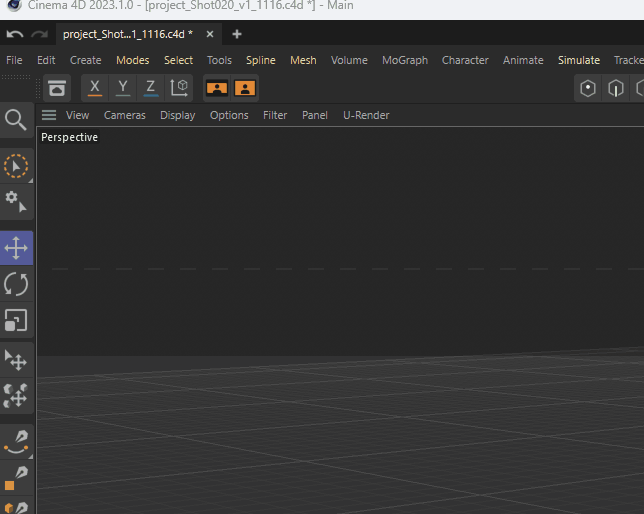 Cinema 4D 2023.1.0 - [project_Shot020_v1_1116.c4d *] - Main
project_Shot...1_1116.c4d *
File Edit Create Modes Select Tools Spline Mesh Volume MoGraph Character Animate Simulate Tracke
X Y Z
View Cameras Display Options Filter Panel U-Render
Perspective